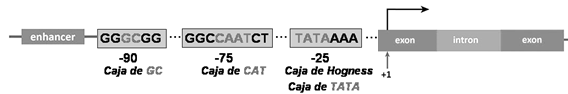 enhancer GGGCGG ... GGCCAATCT ... TATAAAA ... exon intron exon
-90 -75 -25 +1
Caja de GC Caja de CAT Caja de Hogness
Caja de TATA